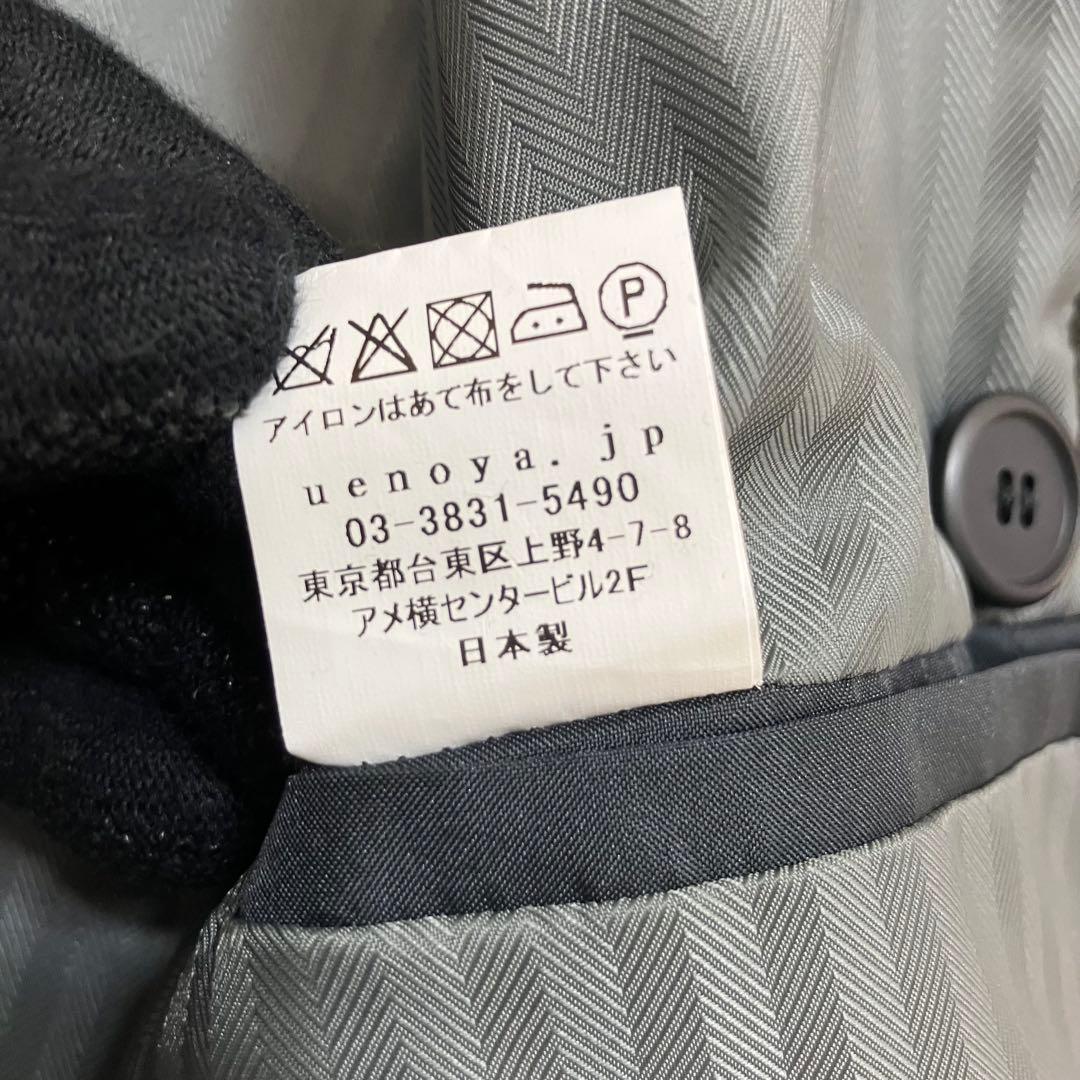 P
アイロンはあて布をして下さい
uenoya.jp
03-3831-5490
東京都台東区上野4-7-8
アメ横センタービル2F
日本製